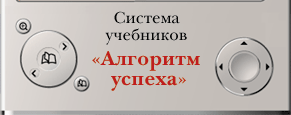 Система
учебников
«Алгоритм
успеха»